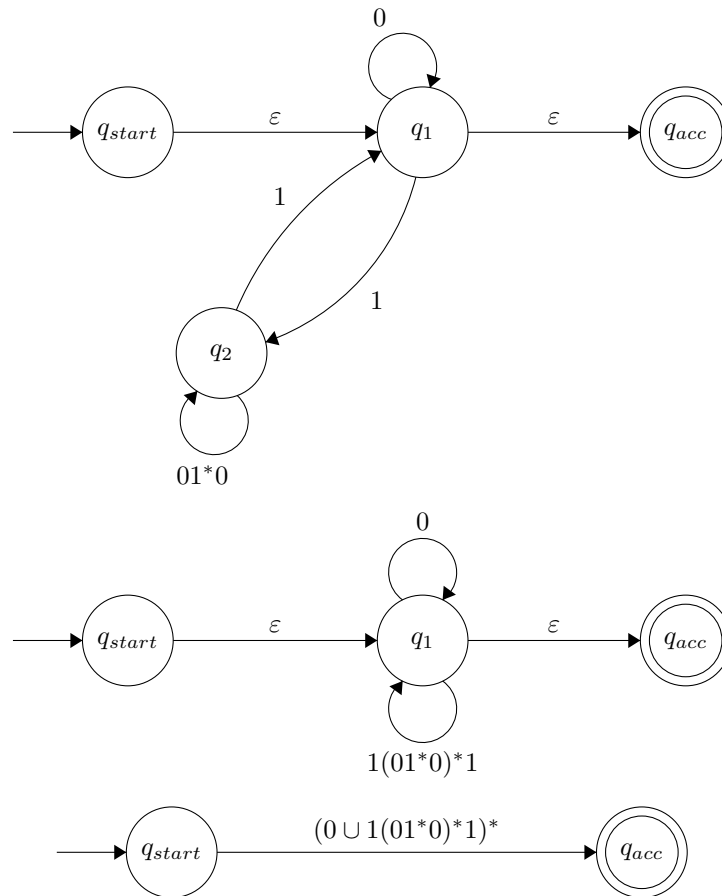 0
q_start ε q_1 ε q_acc
1
1
q_2
01*0
0
q_start ε q_1 ε q_acc
1(01*0)*1
(0 ∪ 1(01*0)*1)*
q_start q_acc